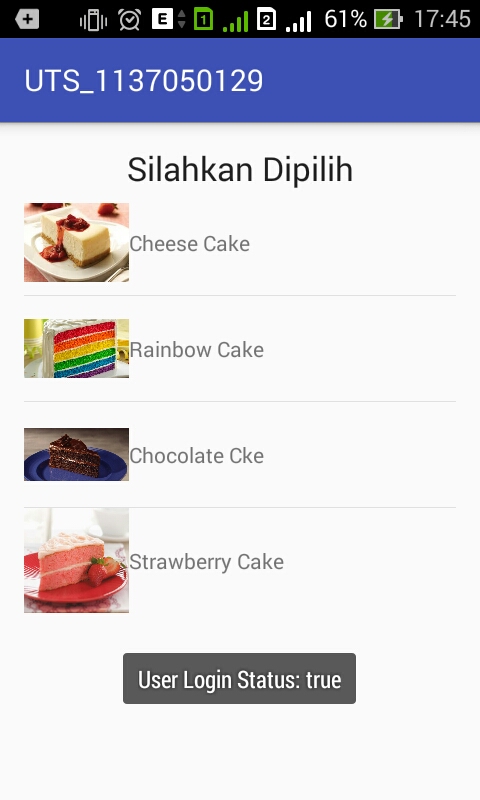 E 1 2 61% 17:45
UTS_1137050129
Silahkan Dipilih
Cheese Cake
Rainbow Cake
Chocolate Cke
Strawberry Cake
User Login Status: true